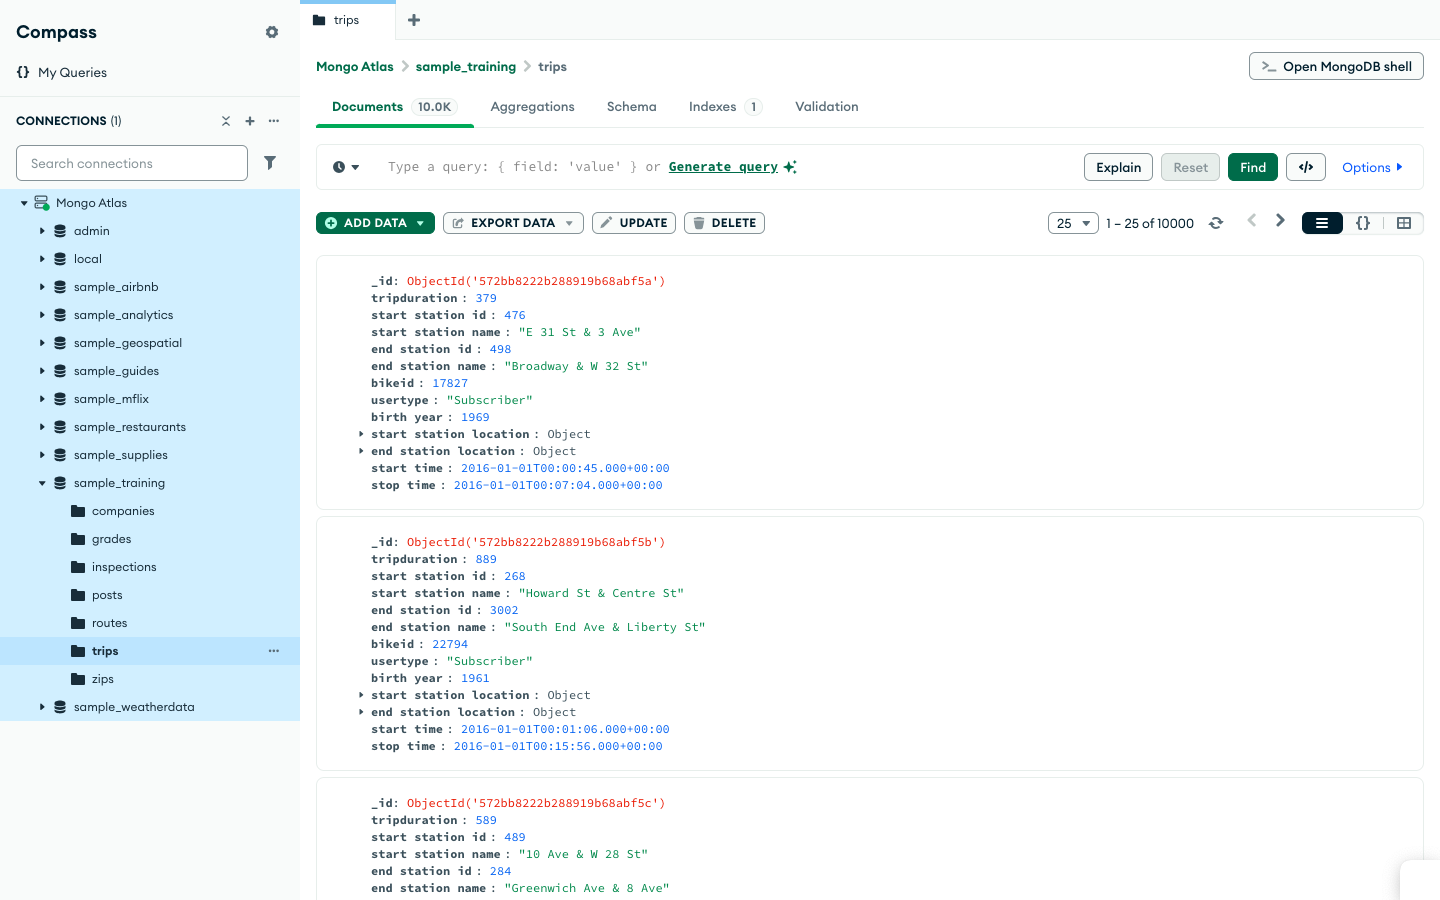 Compass
My Queries
CONNECTIONS (1)
Search connections
Mongo Atlas
admin
local
sample_airbnb
sample_analytics
sample_geospatial
sample_guides
sample_mflix
sample_restaurants
sample_supplies
sample_training
companies
grades
inspections
posts
routes
trips
zips
sample_weatherdata
trips
Mongo Atlas > sample_training > trips
>_ Open MongoDB shell
Documents 10.0K Aggregations Schema Indexes 1 Validation
Type a query: { field: 'value' } or Generate query
Explain Reset Find </> Options
ADD DATA EXPORT DATA UPDATE DELETE
25 1 – 25 of 10000 {}
_id: ObjectId('572bb8222b288919b68abf5a')
tripduration : 379
start station id : 476
start station name : "E 31 St & 3 Ave"
end station id : 498
end station name : "Broadway & W 32 St"
bikeid : 17827
usertype : "Subscriber"
birth year : 1969
start station location : Object
end station location : Object
start time : 2016-01-01T00:00:45.000+00:00
stop time : 2016-01-01T00:07:04.000+00:00
_id: ObjectId('572bb8222b288919b68abf5b')
tripduration : 889
start station id : 268
start station name : "Howard St & Centre St"
end station id : 3002
end station name : "South End Ave & Liberty St"
bikeid : 22794
usertype : "Subscriber"
birth year : 1961
start station location : Object
end station location : Object
start time : 2016-01-01T00:01:06.000+00:00
stop time : 2016-01-01T00:15:56.000+00:00
_id: ObjectId('572bb8222b288919b68abf5c')
tripduration : 589
start station id : 489
start station name : "10 Ave & W 28 St"
end station id : 284
end station name : "Greenwich Ave & 8 Ave"